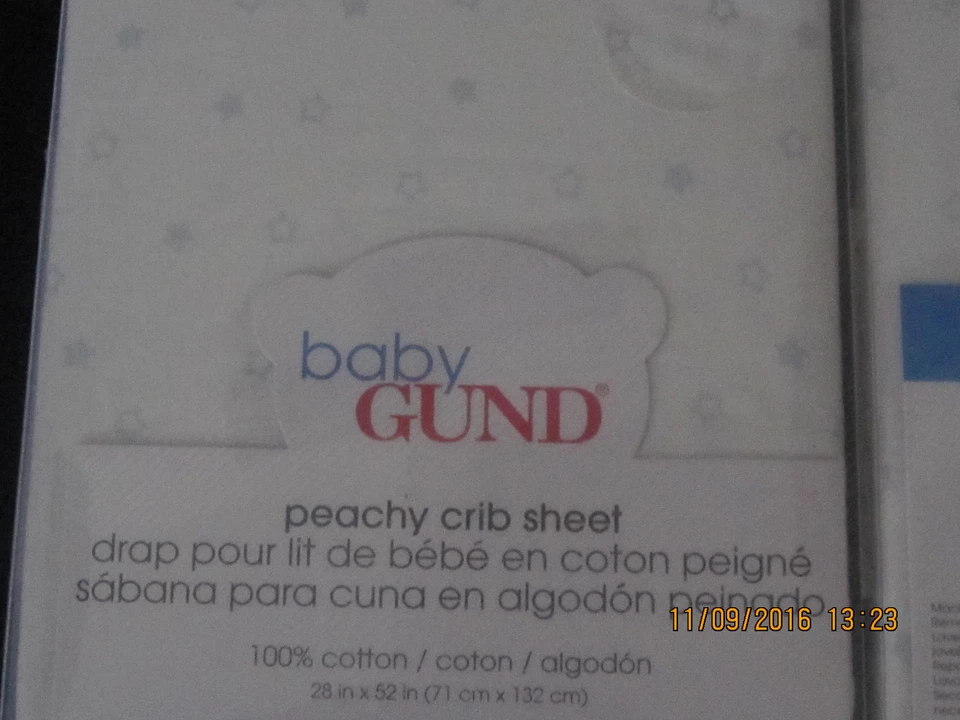 baby
GUND®
peachy crib sheet
drap pour lit de bébé en coton peigné
sábana para cuna en algodón peinado
11/09/2016 13:23
100% cotton / coton / algodón
28 in x 52 in (71 cm x 132 cm)